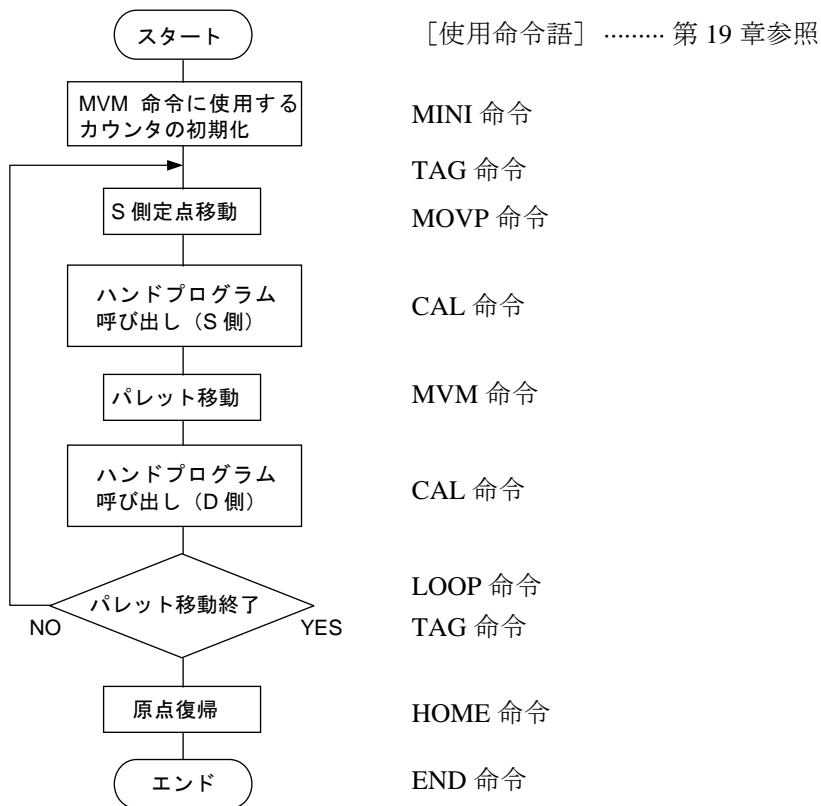 スタート
［使用命令語］ ········· 第 19 章参照
MVM 命令に使用する
カウンタの初期化
MINI 命令
TAG 命令
S 側定点移動
MOVP 命令
ハンドプログラム
呼び出し（S 側）
CAL 命令
パレット移動
MVM 命令
ハンドプログラム
呼び出し（D 側）
CAL 命令
パレット移動終了
LOOP 命令
NO
YES
TAG 命令
原点復帰
HOME 命令
エンド
END 命令